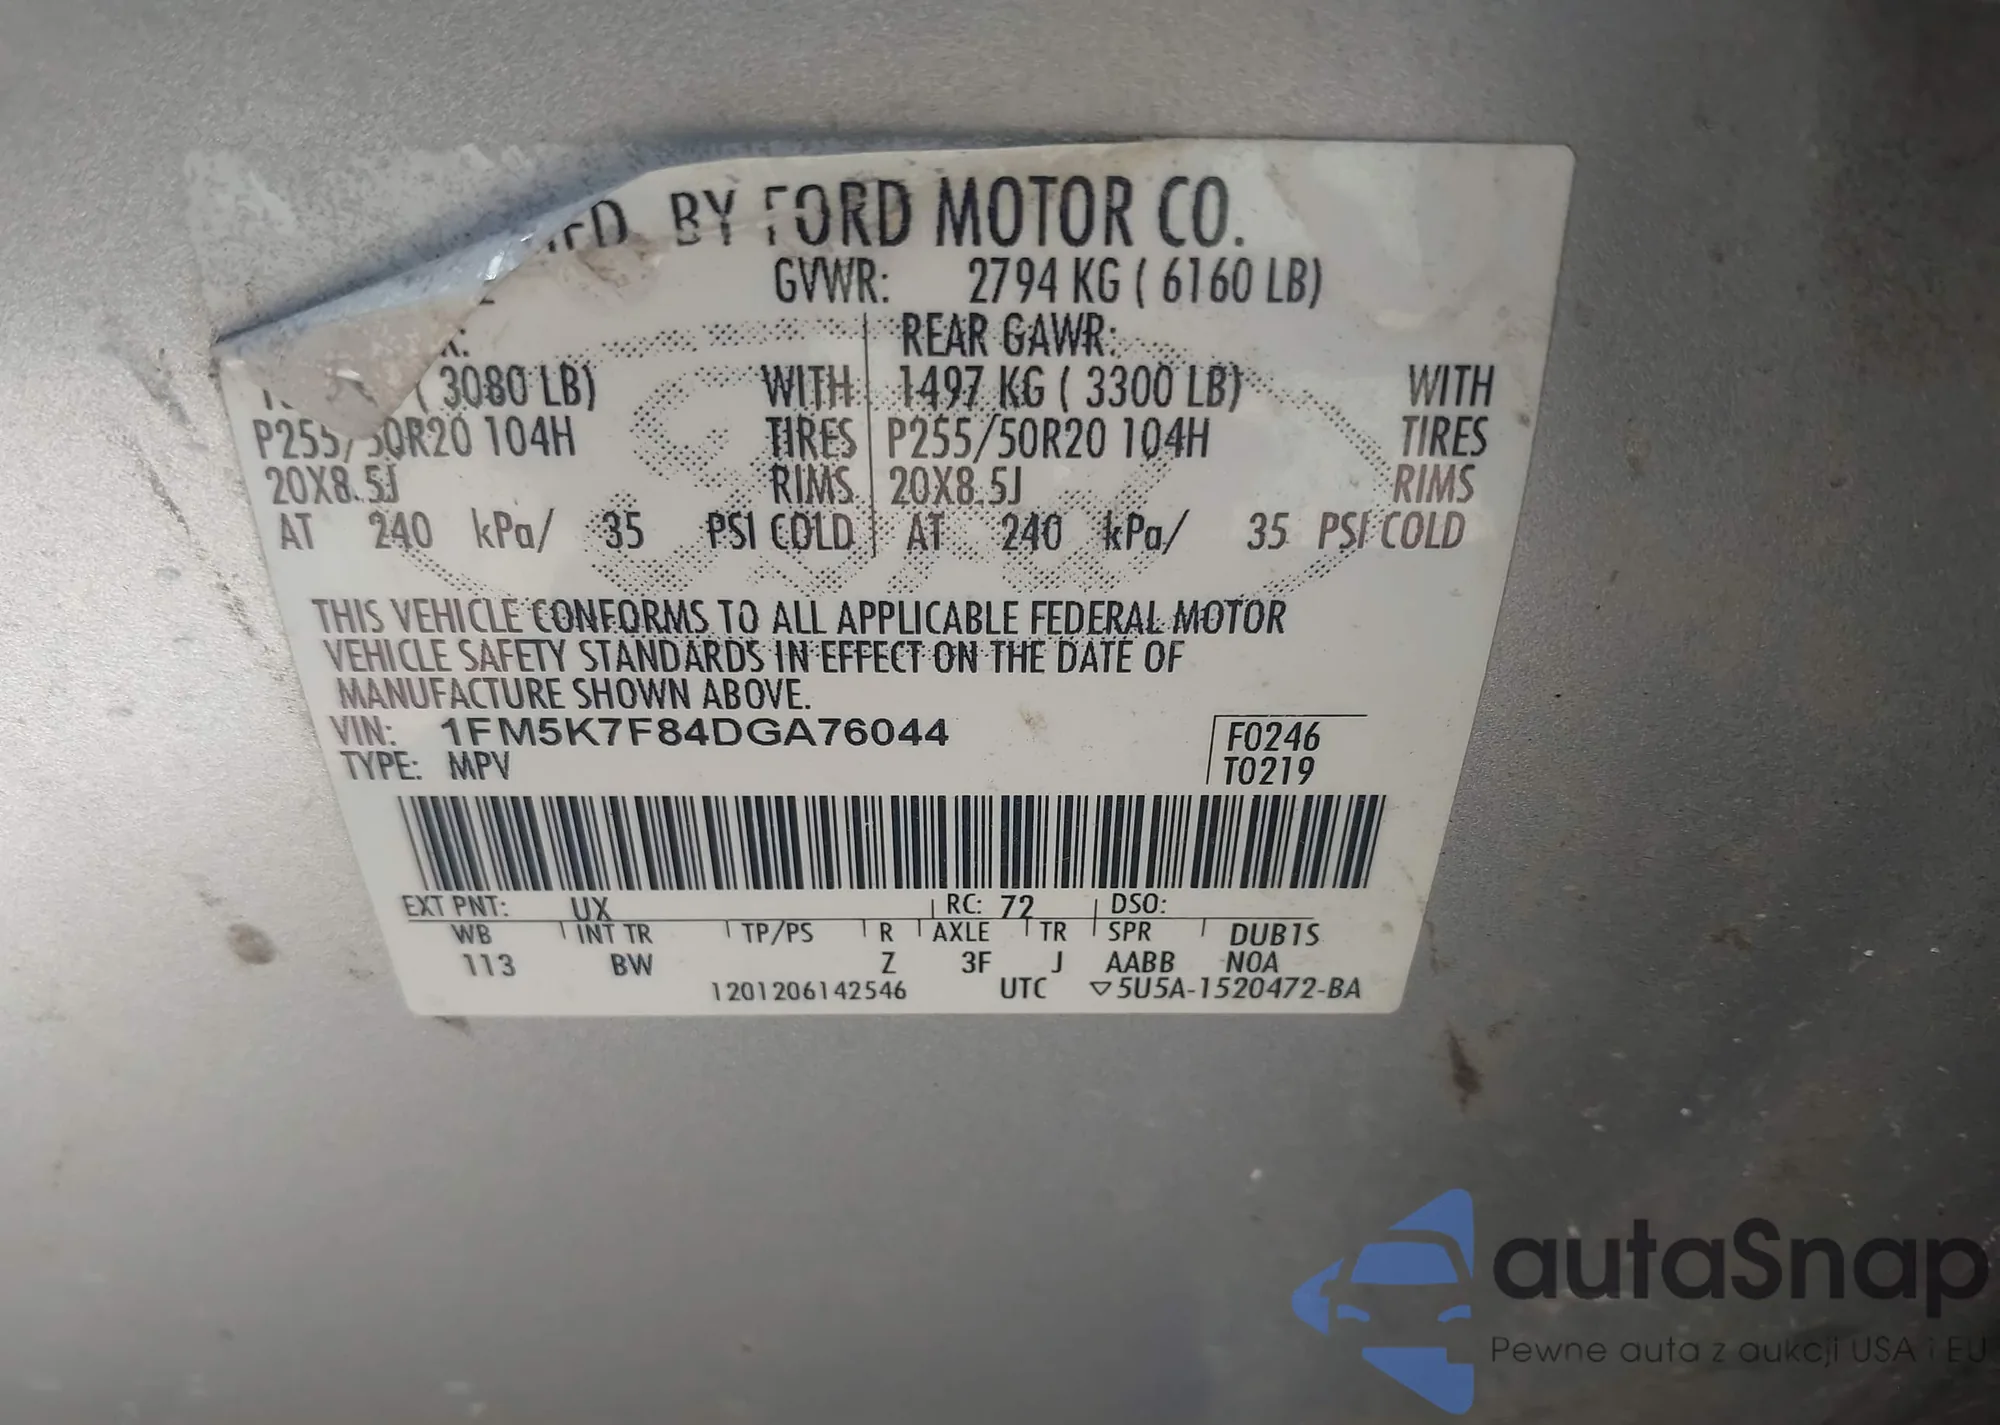 BY FORD MOTOR CO.
GVWR: 2794 KG ( 6160 LB)
REAR GAWR:
( 3080 LB) WITH 1497 KG ( 3300 LB) WITH
P255/50R20 104H TIRES P255/50R20 104H TIRES
20X8.5J RIMS 20X8.5J RIMS
AT 240 kPa/ 35 PSI COLD AT 240 kPa/ 35 PSI COLD
THIS VEHICLE CONFORMS TO ALL APPLICABLE FEDERAL MOTOR
VEHICLE SAFETY STANDARDS IN EFFECT ON THE DATE OF
MANUFACTURE SHOWN ABOVE.
VIN: 1FM5K7F84DGA76044 F0246
TYPE: MPV T0219
EXT PNT: UX RC: 72 DSO:
WB INT TR TP/PS R AXLE TR SPR DUB1S
113 BW Z 3F J AABB N0A
1201206142546 UTC ▽5U5A-1520472-BA
autaSnap
Pewne auta z aukcji USA i EU